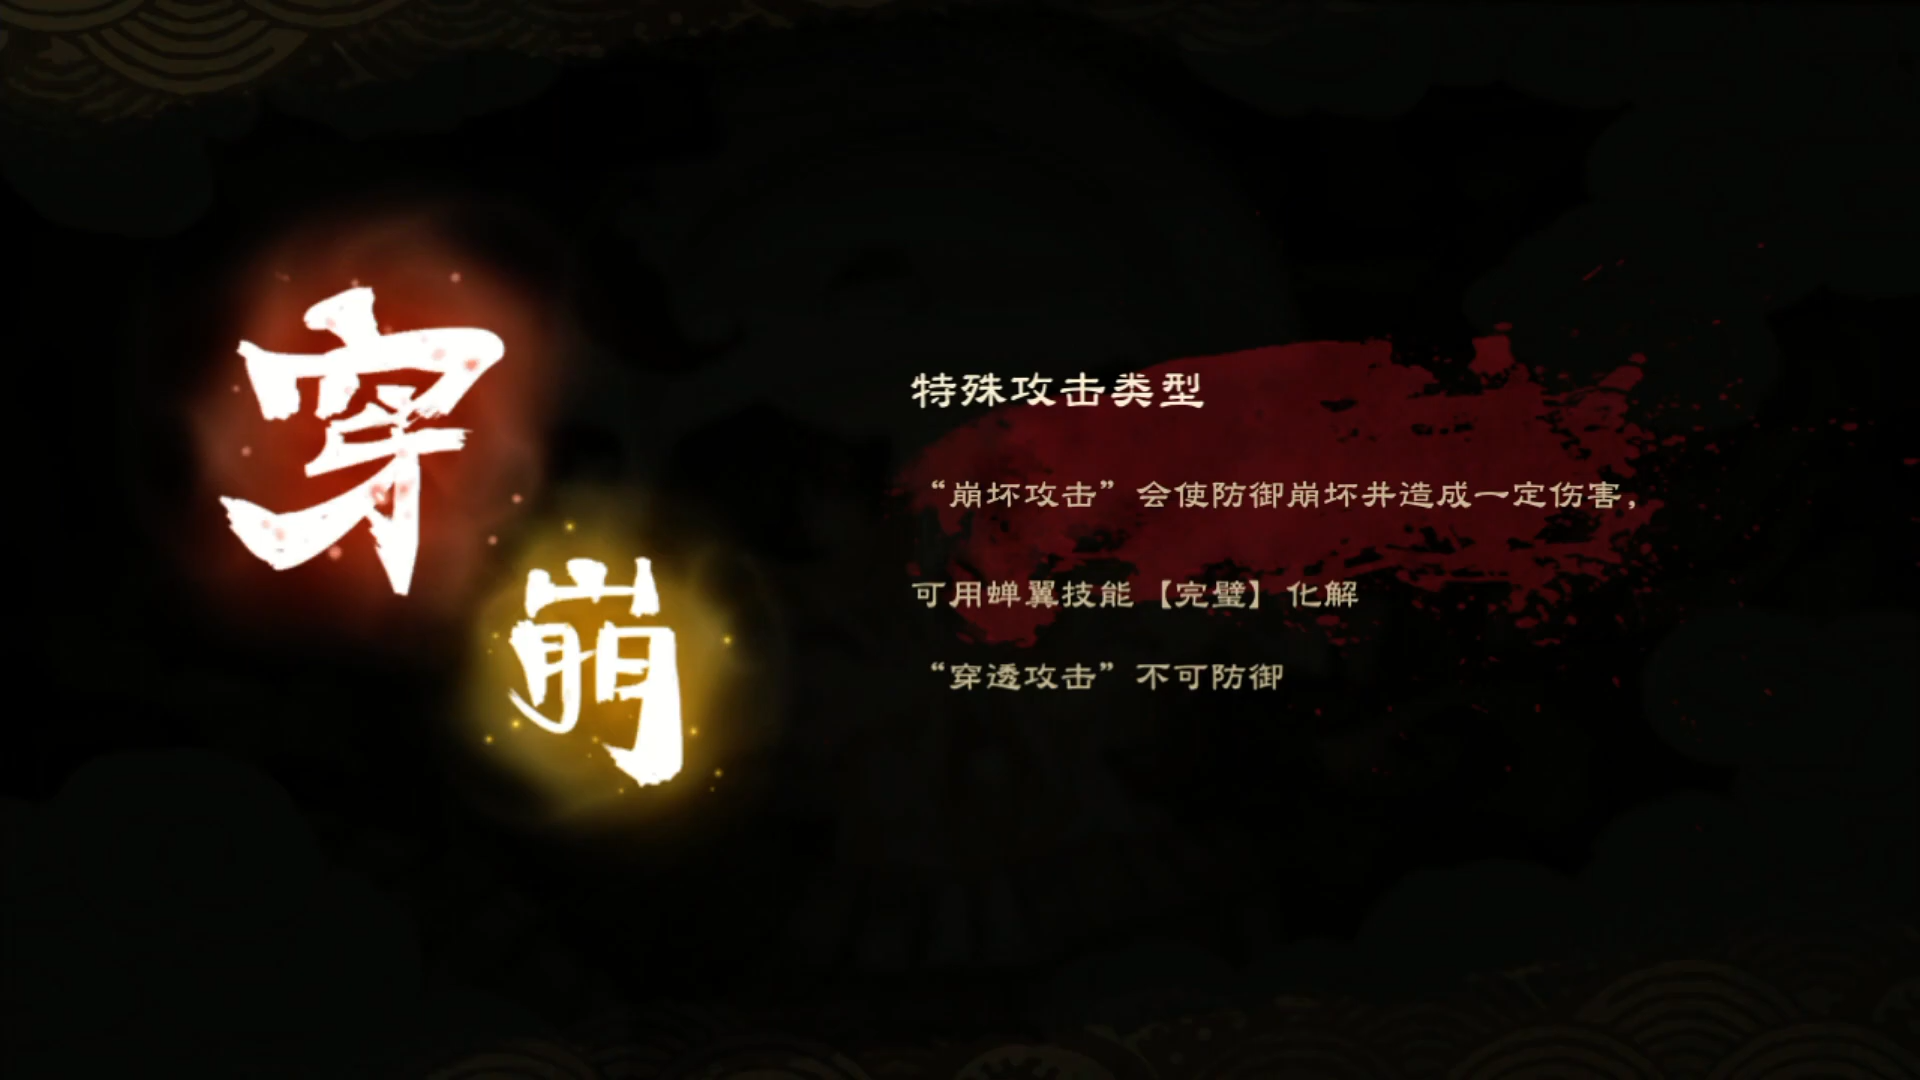 穿
崩
特殊攻击类型
“崩坏攻击”会使防御崩坏并造成一定伤害，
可用蝉翼技能【完璧】化解
“穿透攻击”不可防御